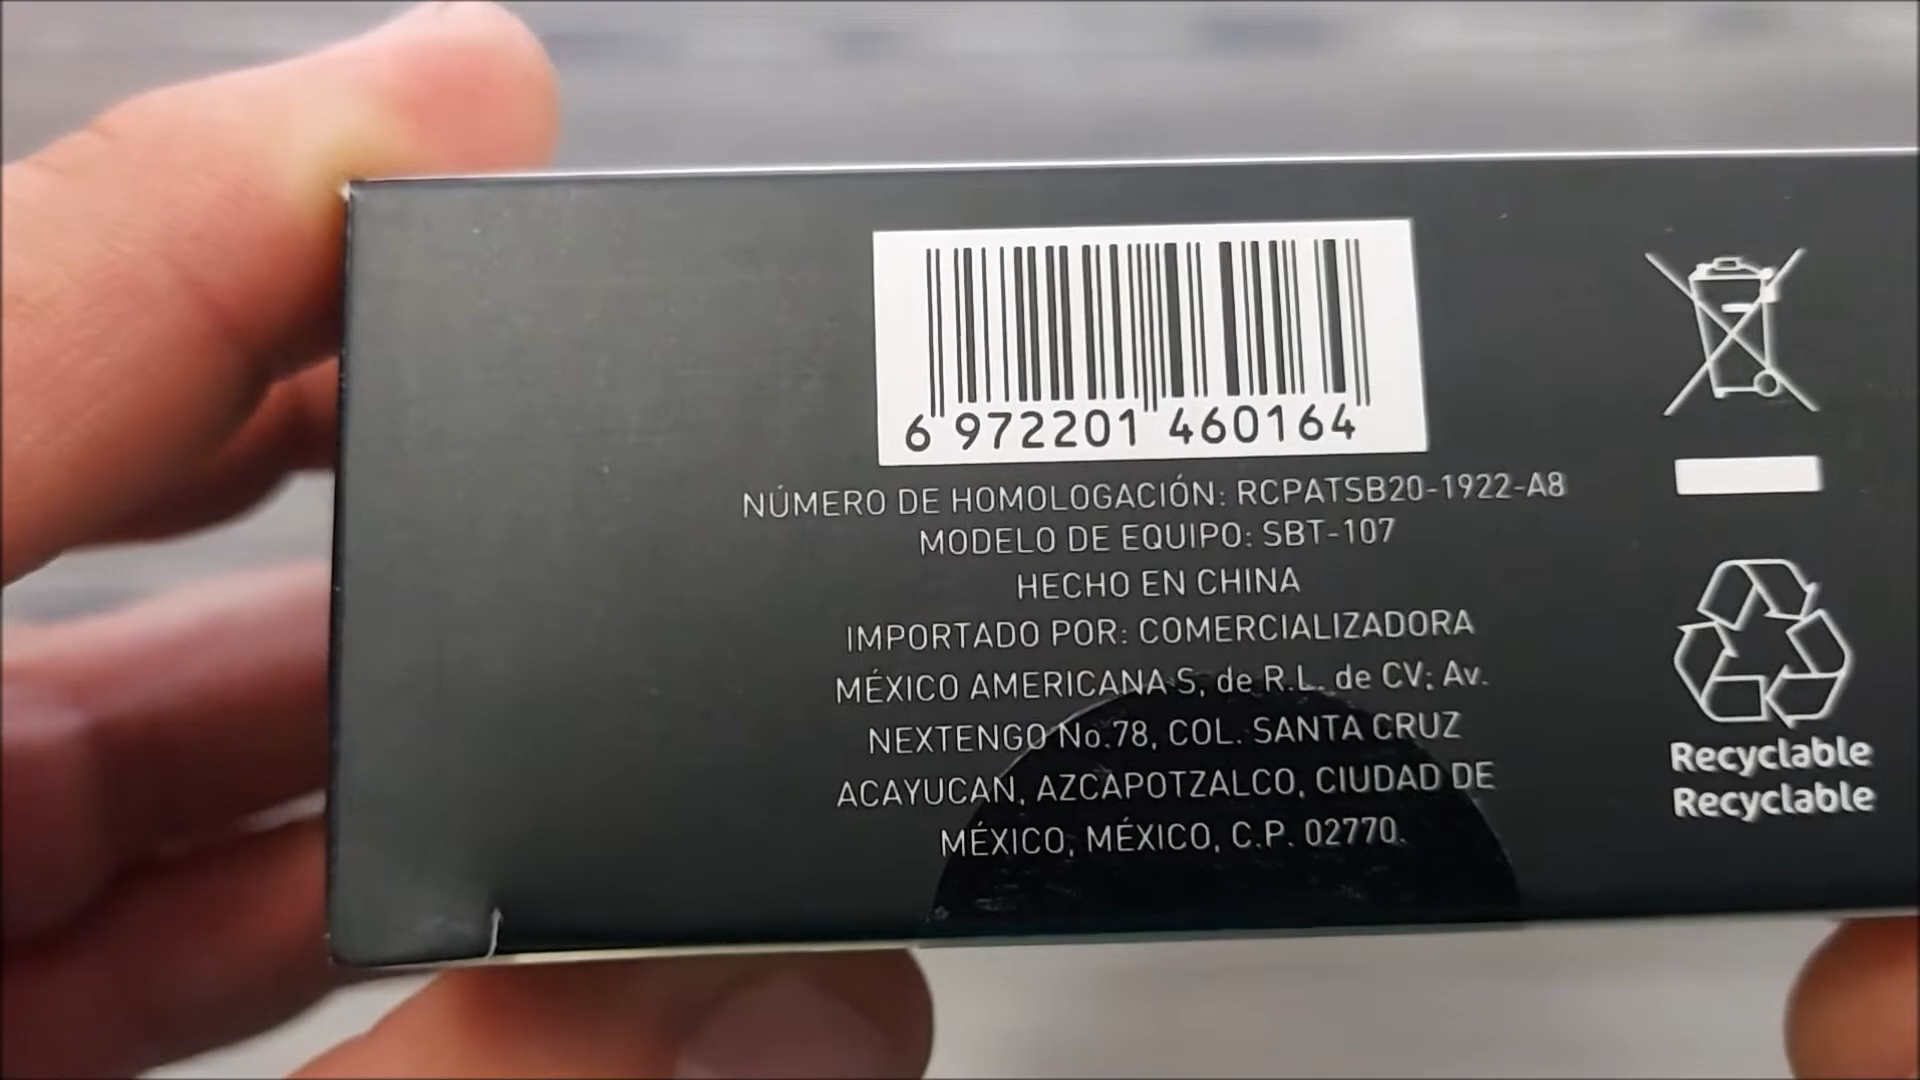 6 972201 460164
NÚMERO DE HOMOLOGACIÓN: RCPATSB20-1922-A8
MODELO DE EQUIPO: SBT-107
HECHO EN CHINA
IMPORTADO POR: COMERCIALIZADORA
MÉXICO AMERICANA S, de R.L. de CV; Av.
NEXTENGO No.78, COL. SANTA CRUZ
ACAYUCAN, AZCAPOTZALCO, CIUDAD DE
MÉXICO, MÉXICO, C.P. 02770.
Recyclable
Recyclable